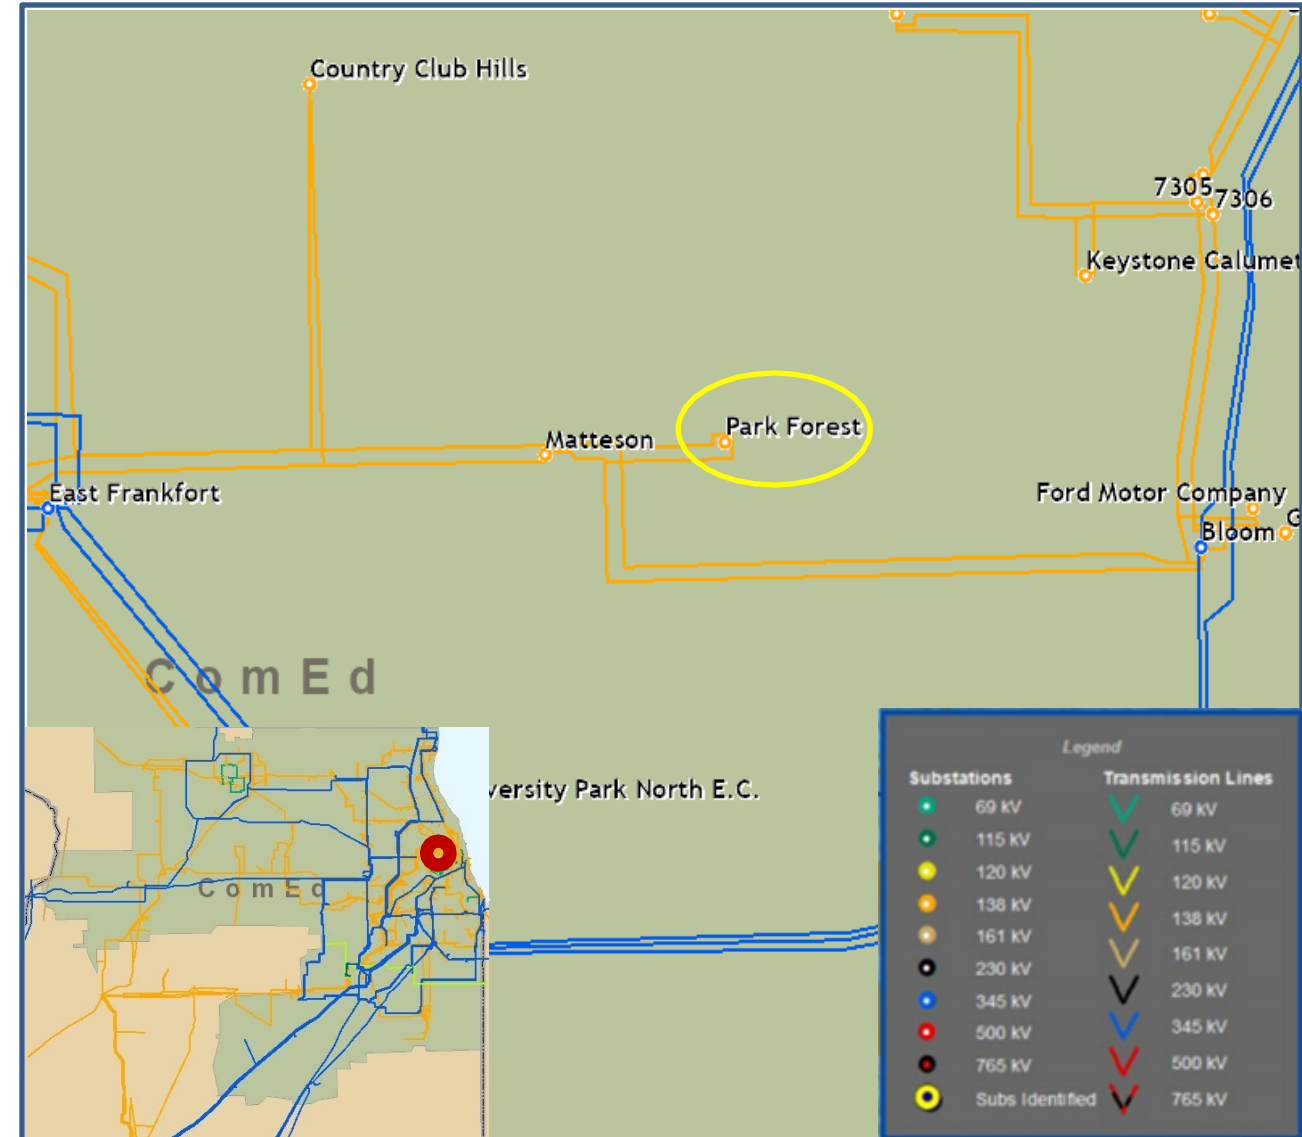 Country Club Hills
7305
7306
Keystone Calumet
Park Forest
Matteson
East Frankfort
Ford Motor Company
G
Bloom
ComEd
versity Park North E.C.
ComEd
Legend
Substations Transmission Lines
69 kV 69 kV
115 kV 115 kV
120 kV 120 kV
138 kV 138 kV
161 kV 161 kV
230 kV 230 kV
345 kV 345 kV
500 kV 500 kV
765 kV 765 kV
Subs Identified